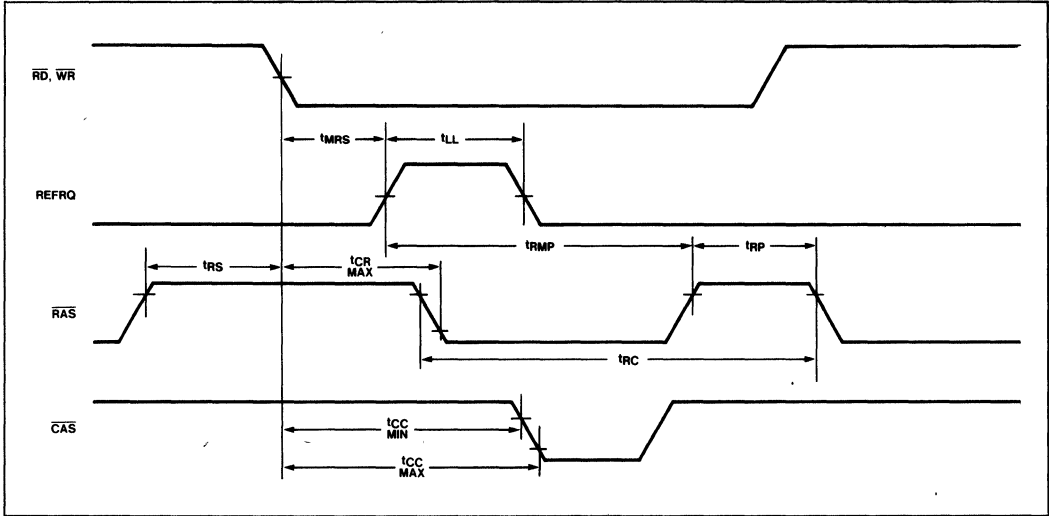 RD, WR
tMRS
tLL
REFRQ
tRMP
tRP
tRS
tCR
MAX
RAS
tRC
tCC
MIN
CAS
tCC
MAX